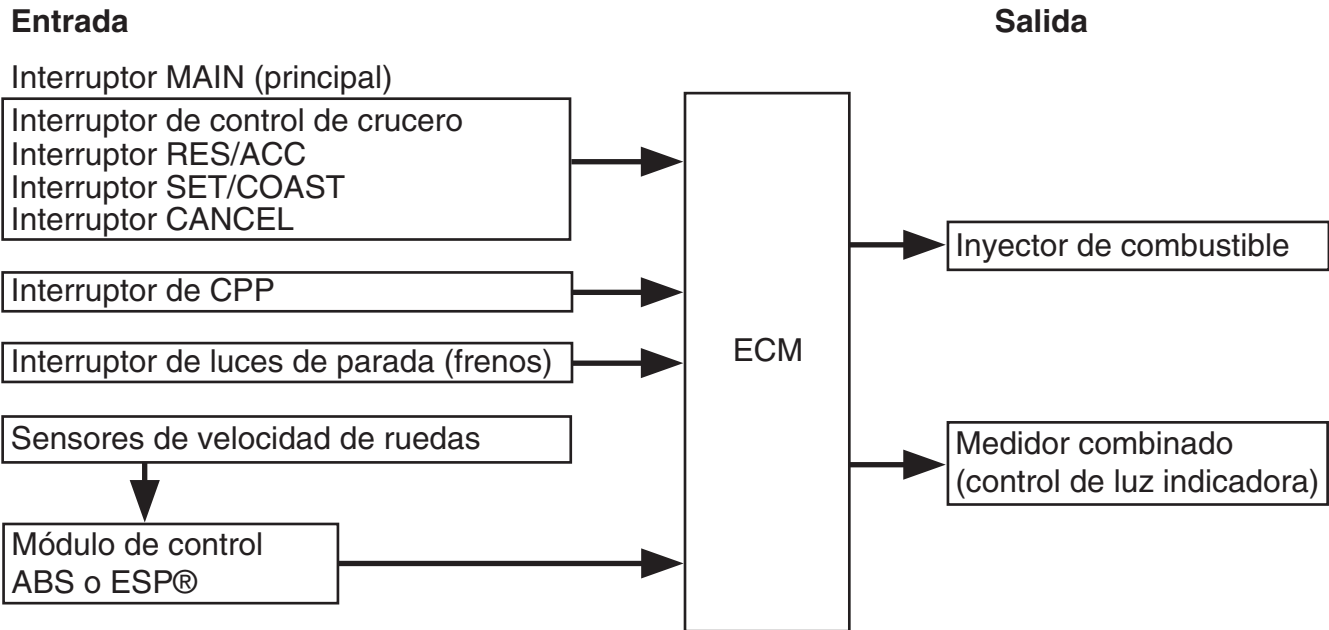 Entrada
Salida
Interruptor MAIN (principal)
Interruptor de control de crucero
Interruptor RES/ACC
Interruptor SET/COAST
Interruptor CANCEL
Interruptor de CPP
Interruptor de luces de parada (frenos)
Sensores de velocidad de ruedas
Módulo de control
ABS o ESP®
ECM
Inyector de combustible
Medidor combinado
(control de luz indicadora)